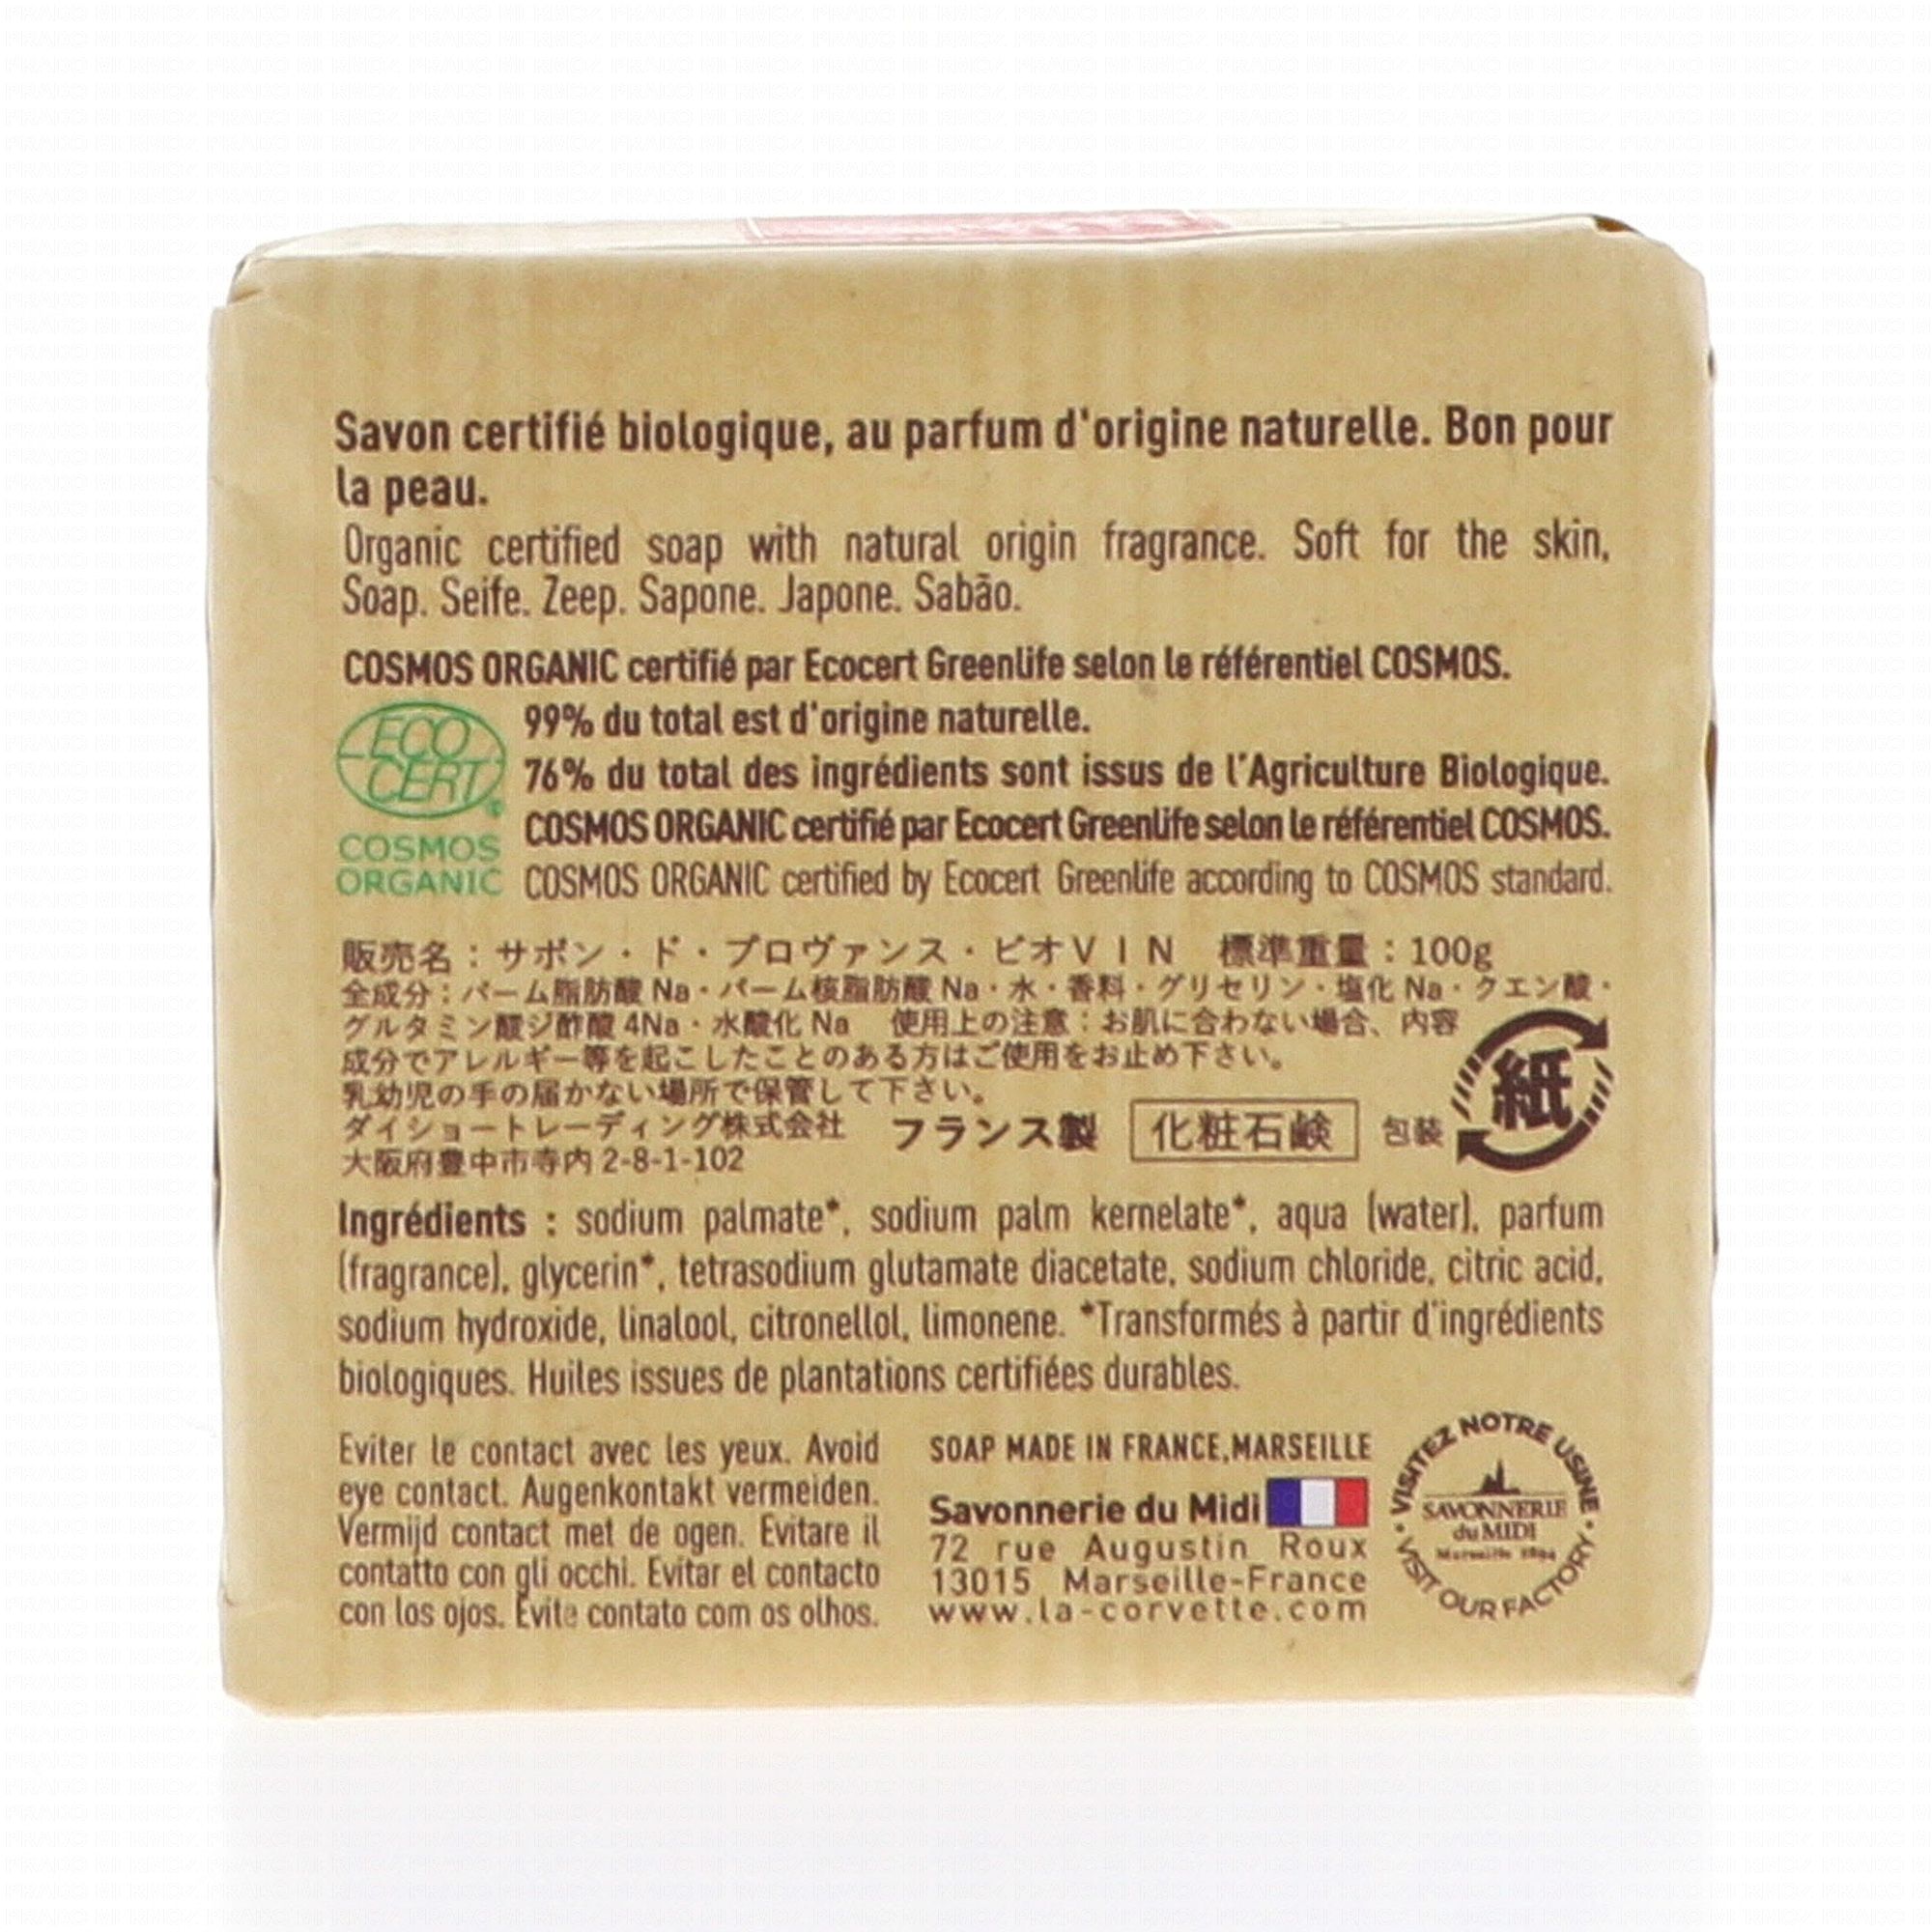 Savon certifié biologique, au parfum d'origine naturelle. Bon pour
la peau.
Organic certified soap with natural origin fragrance. Soft for the skin,
Soap. Seife. Zeep. Sapone. Japone. Sabão.
COSMOS ORGANIC certifié par Ecocert Greenlife selon le référentiel COSMOS.
ECO
CERT®
COSMOS
ORGANIC
99% du total est d'origine naturelle.
76% du total des ingrédients sont issus de l'Agriculture Biologique.
COSMOS ORGANIC certifié par Ecocert Greenlife selon le référentiel COSMOS.
COSMOS ORGANIC certified by Ecocert Greenlife according to COSMOS standard.
販売名：サボン・ド・プロヴァンス・ビオVIN 標準重量：100g
全成分：パーム脂肪酸Na・パーム核脂肪酸Na・水・香料・グリセリン・塩化Na・クエン酸・
グルタミン酸ジ酢酸4Na・水酸化Na 使用上の注意：お肌に合わない場合、内容
成分でアレルギー等を起こしたことのある方はご使用をお止め下さい。
乳幼児の手の届かない場所で保管して下さい。
ダイショートレーディング株式会社 フランス製 化粧石鹸 包装 紙
大阪府豊中市寺内2-8-1-102
Ingrédients : sodium palmate*, sodium palm kernelate*, aqua (water), parfum
(fragrance), glycerin*, tetrasodium glutamate diacetate, sodium chloride, citric acid,
sodium hydroxide, linalool, citronellol, limonene. *Transformés à partir d'ingrédients
biologiques. Huiles issues de plantations certifiées durables.
Eviter le contact avec les yeux. Avoid
eye contact. Augenkontakt vermeiden.
Vermijd contact met de ogen. Evitare il
contatto con gli occhi. Evitar el contacto
con los ojos. Evite contato com os olhos.
SOAP MADE IN FRANCE,MARSEILLE
Savonnerie du Midi
72 rue Augustin Roux
13015 Marseille-France
www.la-corvette.com
VISITEZ NOTRE USINE
SAVONNERIE
du MIDI
Marseille 1894
VISIT OUR FACTORY